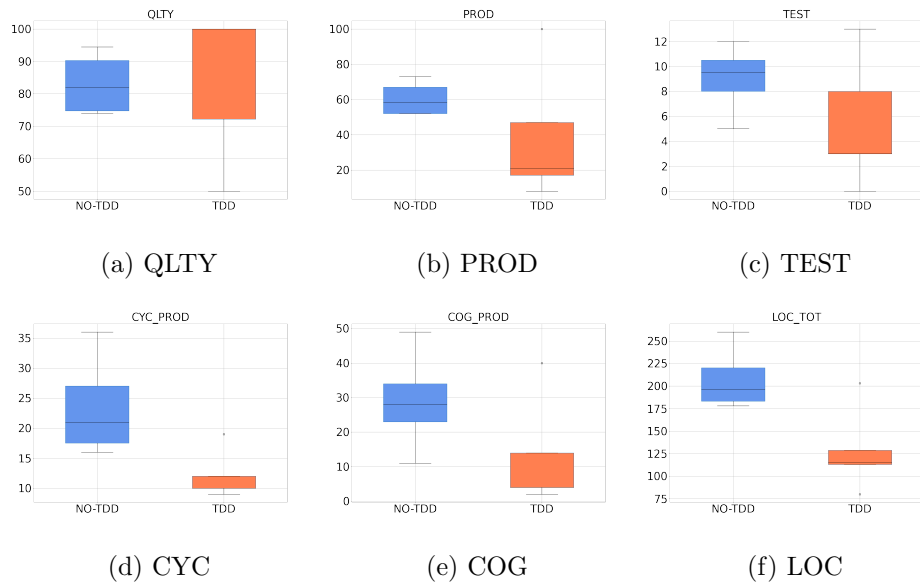 QLTY
PROD
TEST
100
90
80
70
60
50
NO-TDD
TDD
100
80
60
40
20
NO-TDD
TDD
12
10
8
6
4
2
0
NO-TDD
TDD
(a) QLTY
(b) PROD
(c) TEST
CYC_PROD
COG_PROD
LOC_TOT
35
30
25
20
15
10
NO-TDD
TDD
50
40
30
20
10
0
NO-TDD
TDD
250
225
200
175
150
125
100
75
NO-TDD
TDD
(d) CYC
(e) COG
(f) LOC